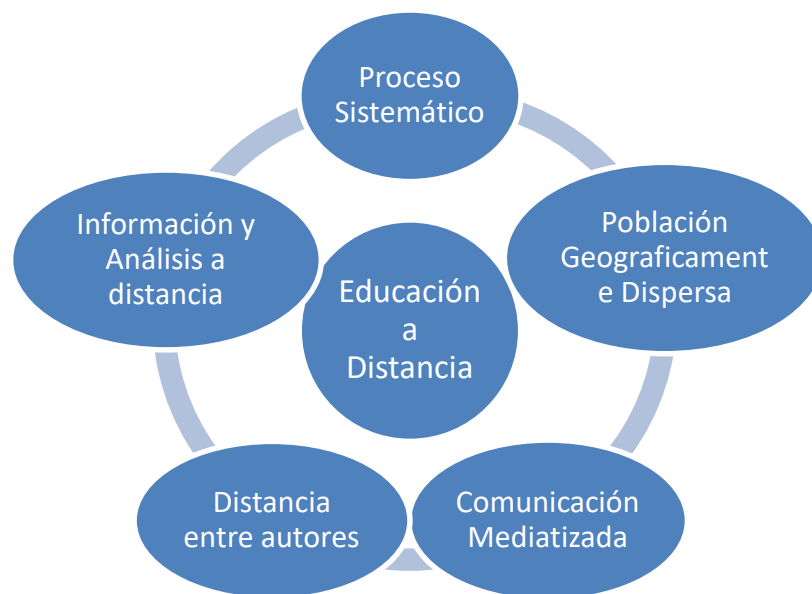 Proceso
Sistemático
Población
Geograficament
e Dispersa
Comunicación
Mediatizada
Distancia
entre autores
Información y
Análisis a
distancia
Educación
a
Distancia